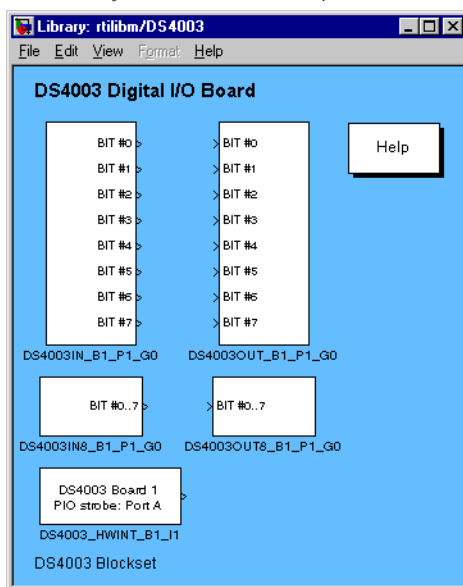 Library: rtilibm/DS4003
File Edit View Format Help
DS4003 Digital I/O Board
BIT #0 BIT #0
BIT #1 BIT #1
BIT #2 BIT #2
BIT #3 BIT #3
BIT #4 BIT #4
BIT #5 BIT #5
BIT #6 BIT #6
BIT #7 BIT #7
Help
DS4003IN_B1_P1_G0 DS4003OUT_B1_P1_G0
BIT #0..7 BIT #0..7
DS4003IN8_B1_P1_G0 DS4003OUT8_B1_P1_G0
DS4003 Board 1
PIO strobe: Port A
DS4003_HWINT_B1_I1
DS4003 Blockset